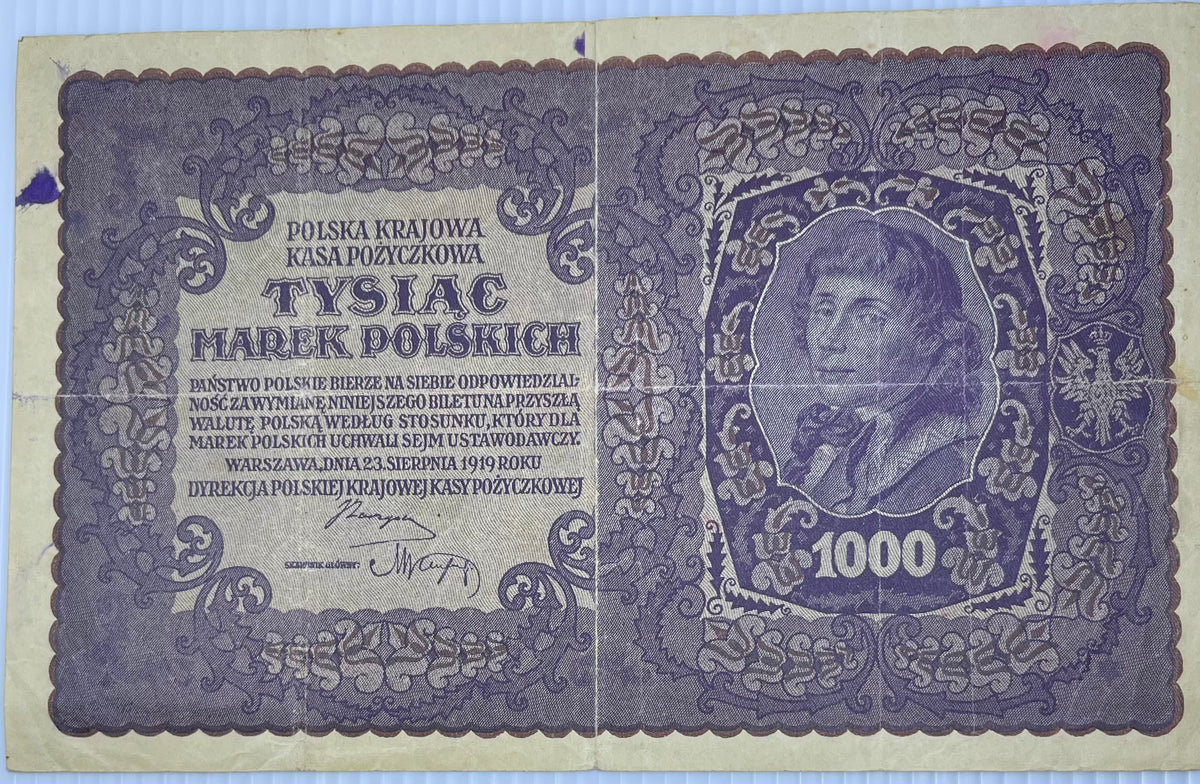 POLSKA KRAJOWA
KASA POŻYCZKOWA
TYSIĄC
MAREK POLSKICH
PAŃSTWO POLSKIE BIERZE NA SIEBIE ODPOWIEDZIAL-
NOŚĆ ZA WYMIANĘ NINIEJSZEGO BILETU NA PRZYSZŁĄ
WALUTĘ POLSKĄ WEDŁUG STOSUNKU, KTÓRY DLA
MAREK POLSKICH UCHWALI SEJM USTAWODAWCZY.
WARSZAWA, DNIA 23. SIERPNIA 1919 ROKU
DYREKCJA POLSKIEJ KRAJOWEJ KASY POŻYCZKOWEJ
SKARBNIK GŁÓWNY:
1000